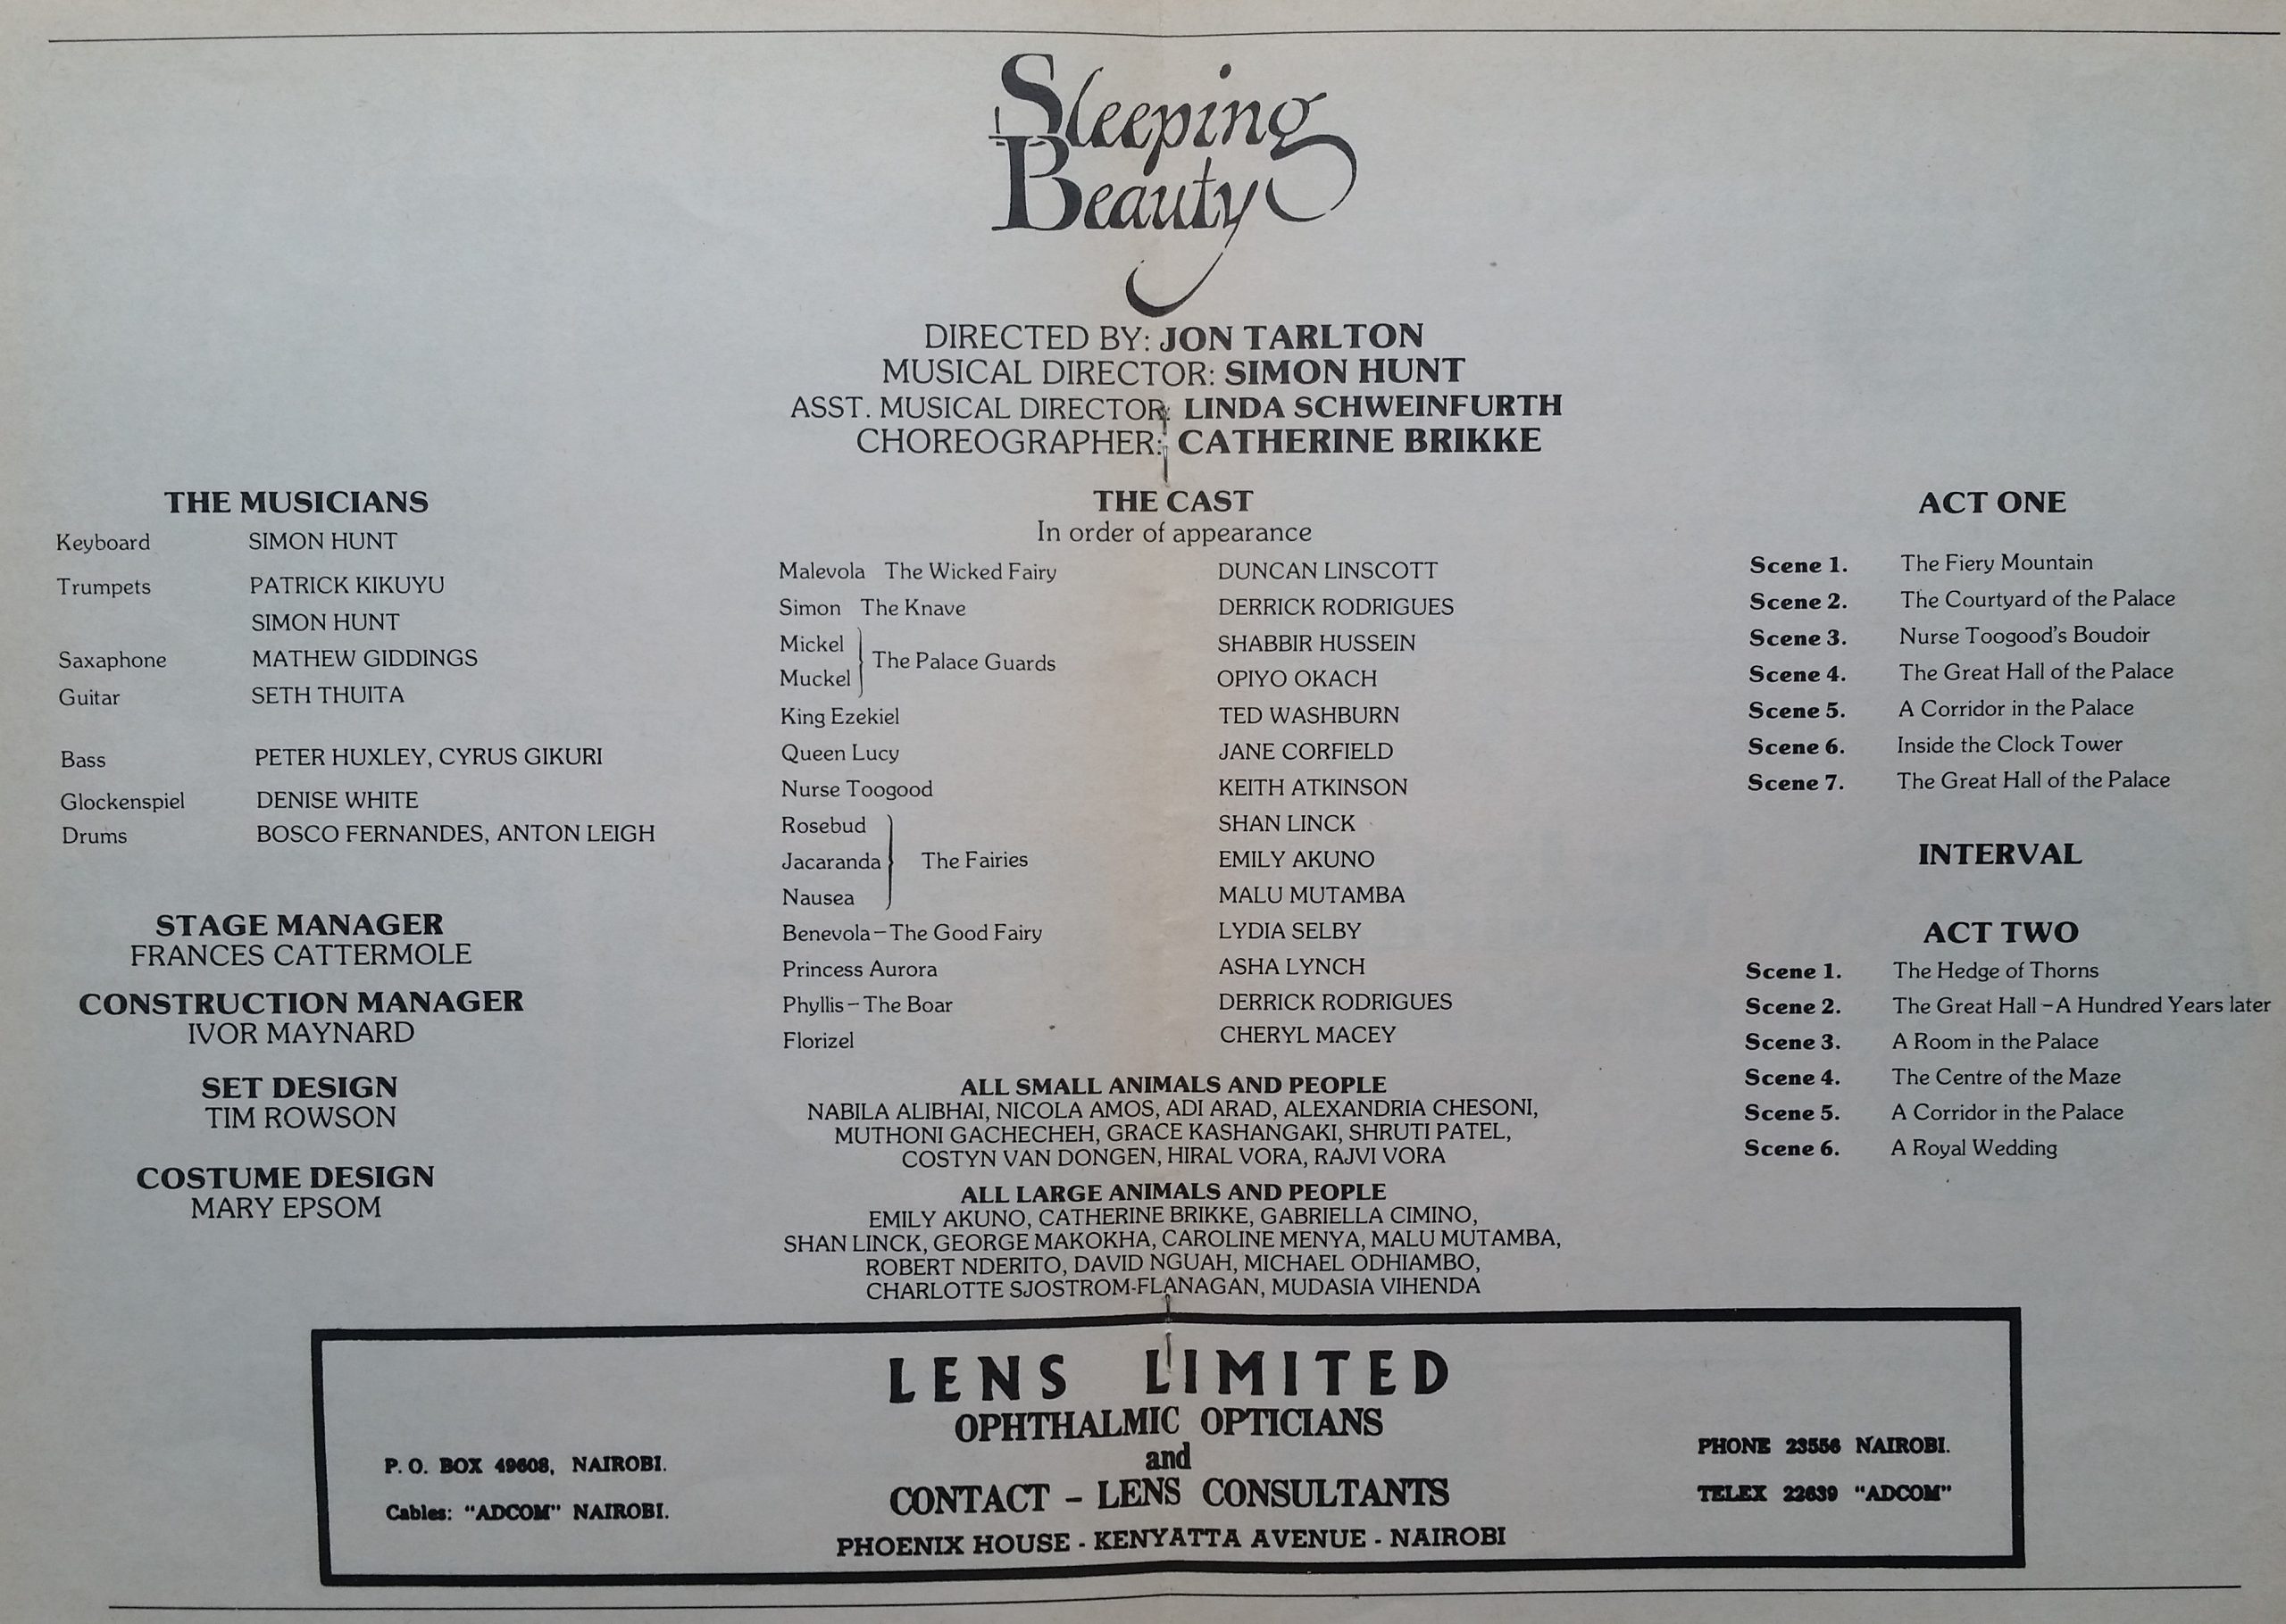 Sleeping
Beauty
DIRECTED BY: JON TARLTON
MUSICAL DIRECTOR: SIMON HUNT
ASST. MUSICAL DIRECTOR: LINDA SCHWEINFURTH
CHOREOGRAPHER: CATHERINE BRIKKE
THE MUSICIANS
Keyboard SIMON HUNT
Trumpets PATRICK KIKUYU
SIMON HUNT
Saxaphone MATHEW GIDDINGS
Guitar SETH THUITA
Bass PETER HUXLEY, CYRUS GIKURI
Glockenspiel DENISE WHITE
Drums BOSCO FERNANDES, ANTON LEIGH
STAGE MANAGER
FRANCES CATTERMOLE
CONSTRUCTION MANAGER
IVOR MAYNARD
SET DESIGN
TIM ROWSON
COSTUME DESIGN
MARY EPSOM
THE CAST
In order of appearance
Malevola The Wicked Fairy DUNCAN LINSCOTT
Simon The Knave DERRICK RODRIGUES
Mickel SHABBIR HUSSEIN
The Palace Guards
Muckel OPIYO OKACH
King Ezekiel TED WASHBURN
Queen Lucy JANE CORFIELD
Nurse Toogood KEITH ATKINSON
Rosebud SHAN LINCK
Jacaranda The Fairies EMILY AKUNO
Nausea MALU MUTAMBA
Benevola–The Good Fairy LYDIA SELBY
Princess Aurora ASHA LYNCH
Phyllis–The Boar DERRICK RODRIGUES
Florizel CHERYL MACEY
ALL SMALL ANIMALS AND PEOPLE
NABILA ALIBHAI, NICOLA AMOS, ADI ARAD, ALEXANDRIA CHESONI,
MUTHONI GACHECHEH, GRACE KASHANGAKI, SHRUTI PATEL,
COSTYN VAN DONGEN, HIRAL VORA, RAJVI VORA
ALL LARGE ANIMALS AND PEOPLE
EMILY AKUNO, CATHERINE BRIKKE, GABRIELLA CIMINO,
SHAN LINCK, GEORGE MAKOKHA, CAROLINE MENYA, MALU MUTAMBA,
ROBERT NDERITO, DAVID NGUAH, MICHAEL ODHIAMBO,
CHARLOTTE SJOSTROM-FLANAGAN, MUDASIA VIHENDA
ACT ONE
Scene 1. The Fiery Mountain
Scene 2. The Courtyard of the Palace
Scene 3. Nurse Toogood's Boudoir
Scene 4. The Great Hall of the Palace
Scene 5. A Corridor in the Palace
Scene 6. Inside the Clock Tower
Scene 7. The Great Hall of the Palace
INTERVAL
ACT TWO
Scene 1. The Hedge of Thorns
Scene 2. The Great Hall–A Hundred Years later
Scene 3. A Room in the Palace
Scene 4. The Centre of the Maze
Scene 5. A Corridor in the Palace
Scene 6. A Royal Wedding
LENS LIMITED
OPHTHALMIC OPTICIANS
and
CONTACT – LENS CONSULTANTS
PHOENIX HOUSE - KENYATTA AVENUE - NAIROBI
P. O. BOX 49608, NAIROBI.
Cables: "ADCOM" NAIROBI.
PHONE 23556 NAIROBI.
TELEX 22639 "ADCOM"